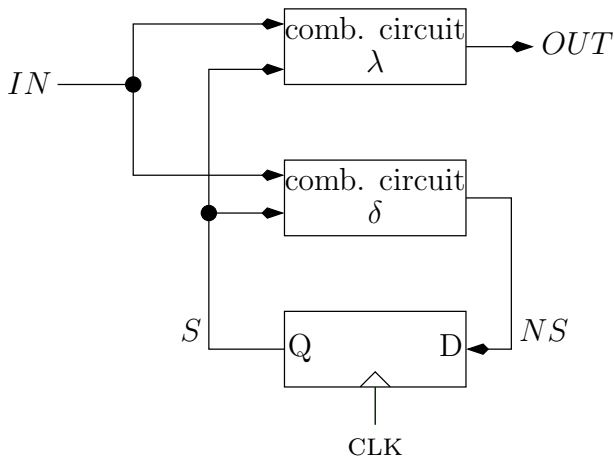 comb. circuit
λ
OUT
IN
comb. circuit
δ
S
NS
Q
D
CLK